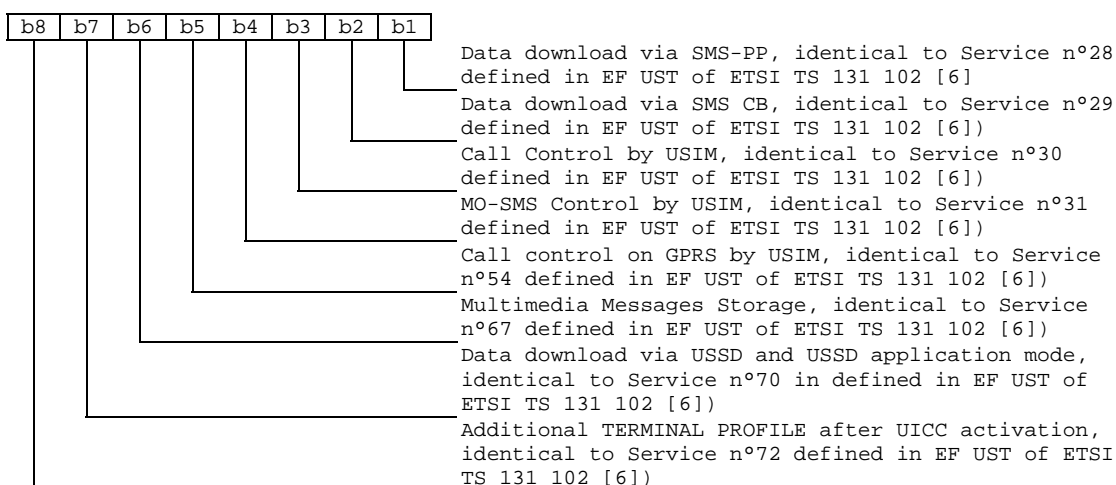 b8 b7 b6 b5 b4 b3 b2 b1
Data download via SMS-PP, identical to Service n°28
defined in EF UST of ETSI TS 131 102 [6]
Data download via SMS CB, identical to Service n°29
defined in EF UST of ETSI TS 131 102 [6])
Call Control by USIM, identical to Service n°30
defined in EF UST of ETSI TS 131 102 [6])
MO-SMS Control by USIM, identical to Service n°31
defined in EF UST of ETSI TS 131 102 [6])
Call control on GPRS by USIM, identical to Service
n°54 defined in EF UST of ETSI TS 131 102 [6])
Multimedia Messages Storage, identical to Service
n°67 defined in EF UST of ETSI TS 131 102 [6])
Data download via USSD and USSD application mode,
identical to Service n°70 in defined in EF UST of
ETSI TS 131 102 [6])
Additional TERMINAL PROFILE after UICC activation,
identical to Service n°72 defined in EF UST of ETSI
TS 131 102 [6])